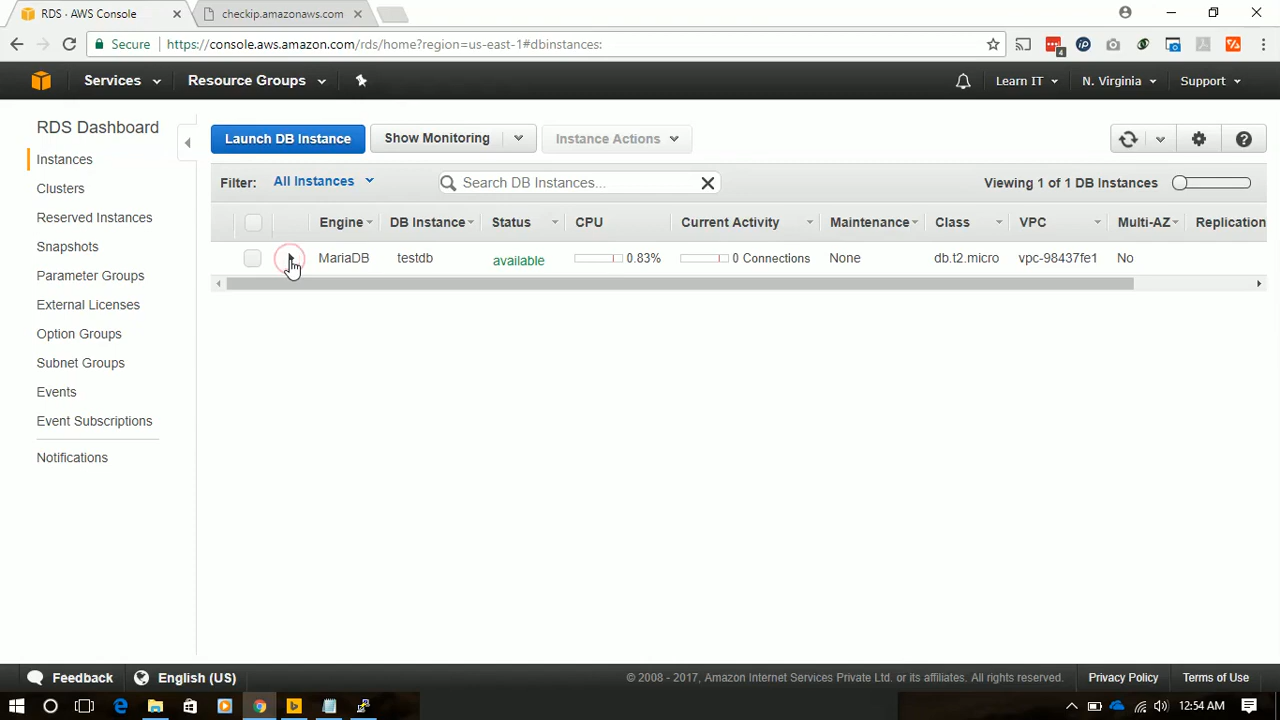 RDS - AWS Console
checkip.amazonaws.com
Secure
https://console.aws.amazon.com/rds/home?region=us-east-1#dbinstances:
4
Services
Resource Groups
Learn IT
N. Virginia
Support
RDS Dashboard
Instances
Clusters
Reserved Instances
Snapshots
Parameter Groups
External Licenses
Option Groups
Subnet Groups
Events
Event Subscriptions
Notifications
Launch DB Instance
Show Monitoring
Instance Actions
Filter:
All Instances
Search DB Instances...
Viewing 1 of 1 DB Instances
Engine DB Instance Status CPU Current Activity Maintenance Class VPC Multi-AZ Replication
MariaDB testdb available 0.83% 0 Connections None db.t2.micro vpc-98437fe1 No
Feedback
English (US)
© 2008 - 2017, Amazon Internet Services Private Ltd. or its affiliates. All rights reserved.
Privacy Policy
Terms of Use
12:54 AM